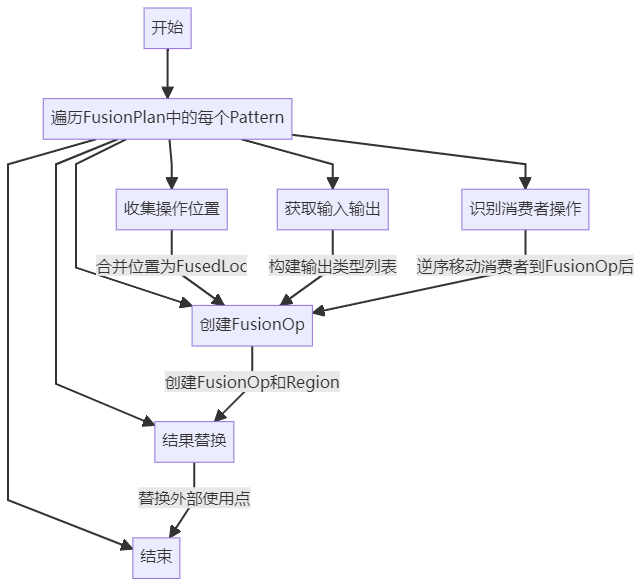 开始
遍历FusionPlan中的每个Pattern
收集操作位置
获取输入输出
识别消费者操作
合并位置为FusedLoc
构建输出类型列表
逆序移动消费者到FusionOp后
创建FusionOp
创建FusionOp和Region
结果替换
替换外部使用点
结束